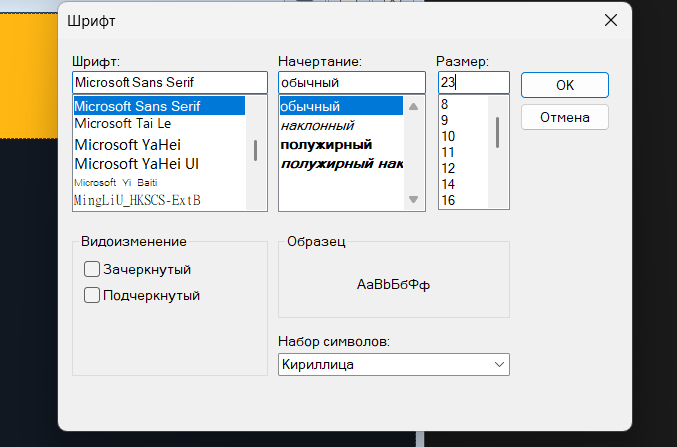 Шрифт
Шрифт:
Microsoft Sans Serif
Microsoft Sans Serif
Microsoft Tai Le
Microsoft YaHei
Microsoft YaHei UI
Microsoft Yi Baiti
MingLiU_HKSCS-ExtB
Начертание:
обычный
обычный
наклонный
полужирный
полужирный нак
Размер:
23
8
9
10
11
12
14
16
OK
Отмена
Видоизменение
Зачеркнутый
Подчеркнутый
Образец
AaBbБбФф
Набор символов:
Кириллица